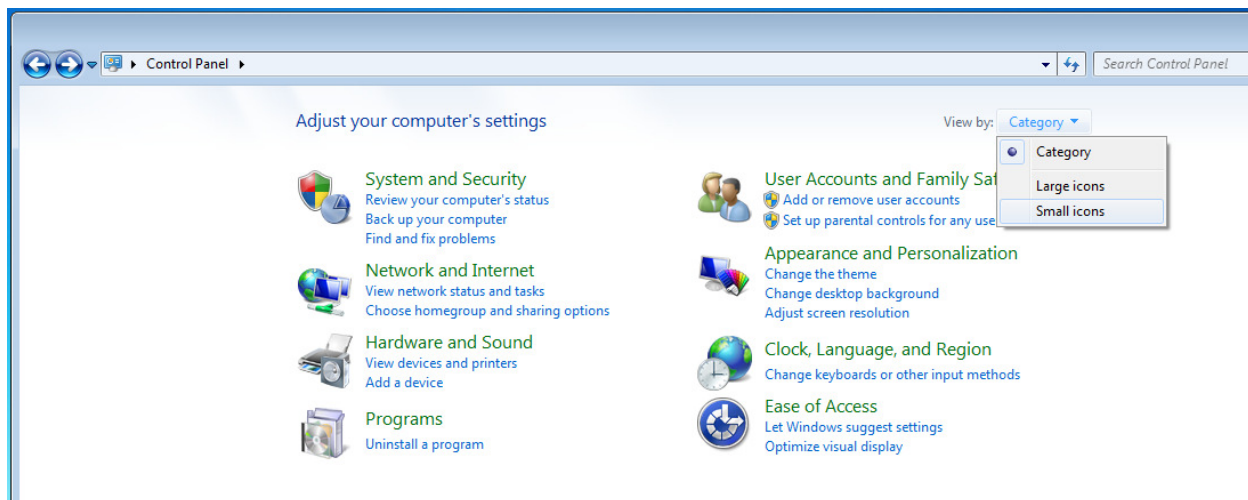 Control Panel
Search Control Panel
Adjust your computer's settings
View by: Category
Category
Large icons
Small icons
System and Security
Review your computer's status
Back up your computer
Find and fix problems
Network and Internet
View network status and tasks
Choose homegroup and sharing options
Hardware and Sound
View devices and printers
Add a device
Programs
Uninstall a program
User Accounts and Family Saf
Add or remove user accounts
Set up parental controls for any use
Appearance and Personalization
Change the theme
Change desktop background
Adjust screen resolution
Clock, Language, and Region
Change keyboards or other input methods
Ease of Access
Let Windows suggest settings
Optimize visual display